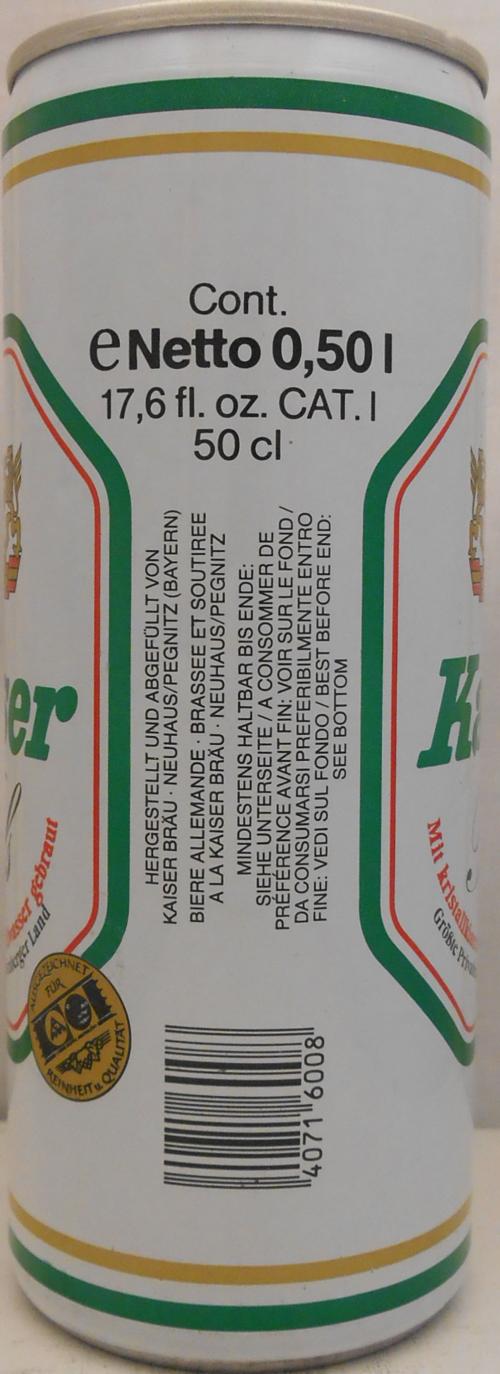 Cont.
e Netto 0,50 l
17,6 fl. oz. CAT. I
50 cl
HERGESTELLT UND ABGEFÜLLT VON
KAISER BRÄU · NEUHAUS/PEGNITZ (BAYERN)
BIERE ALLEMANDE · BRASSEE ET SOUTIREE
A LA KAISER BRÄU · NEUHAUS/PEGNITZ
MINDESTENS HALTBAR BIS ENDE:
SIEHE UNTERSEITE / A CONSOMMER DE
PRÉFÉRENCE AVANT FIN: VOIR SUR LE FOND /
DA CONSUMARSI PREFERIBILMENTE ENTRO
FINE: VEDI SUL FONDO / BEST BEFORE END:
SEE BOTTOM
er
gebraut
Land
AUSGEZEICHNET
FÜR
REINHEIT u. QUALITÄT
Ka
Mit
Größte
4071 6008